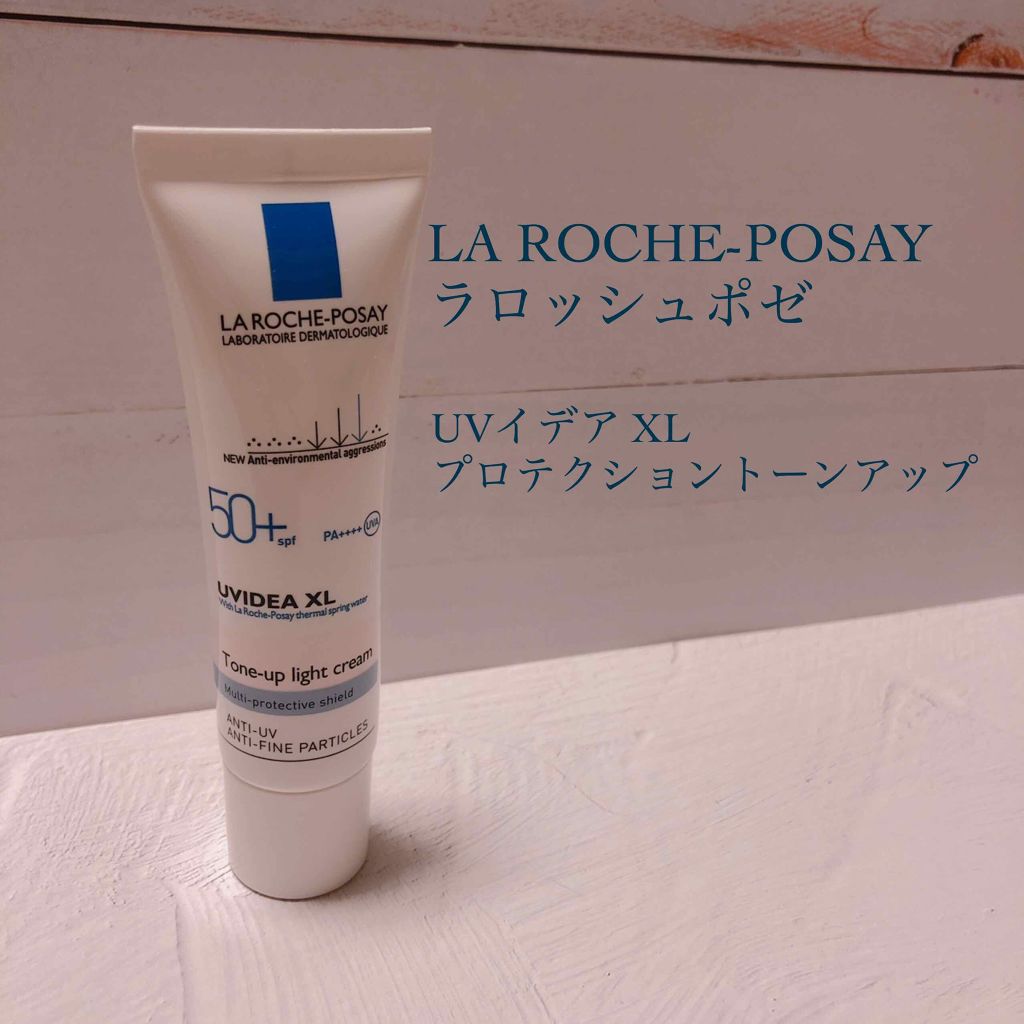 LA ROCHE-POSAY
LABORATOIRE DERMATOLOGIQUE
NEW Anti-environmental aggressions
50+ spf
PA++++ UVA
UVIDEA XL
With La Roche-Posay thermal spring water
Tone-up light cream
Multi-protective shield
ANTI-UV
ANTI-FINE PARTICLES
LA ROCHE-POSAY
ラロッシュポゼ
UVイデア XL
プロテクショントーンアップ